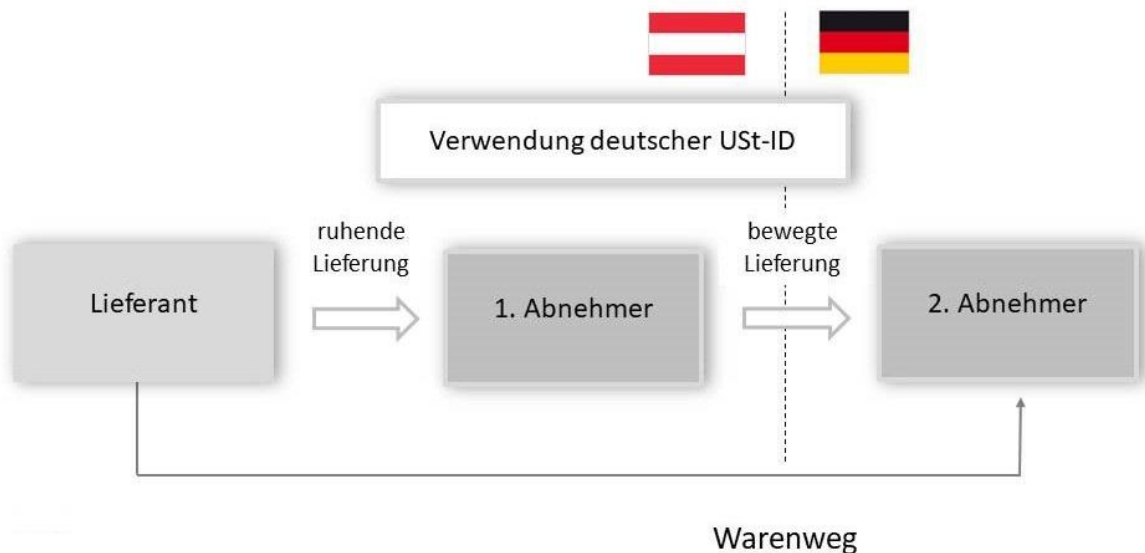 Verwendung deutscher USt-ID
ruhende
Lieferung
bewegte
Lieferung
Lieferant
1. Abnehmer
2. Abnehmer
Warenweg